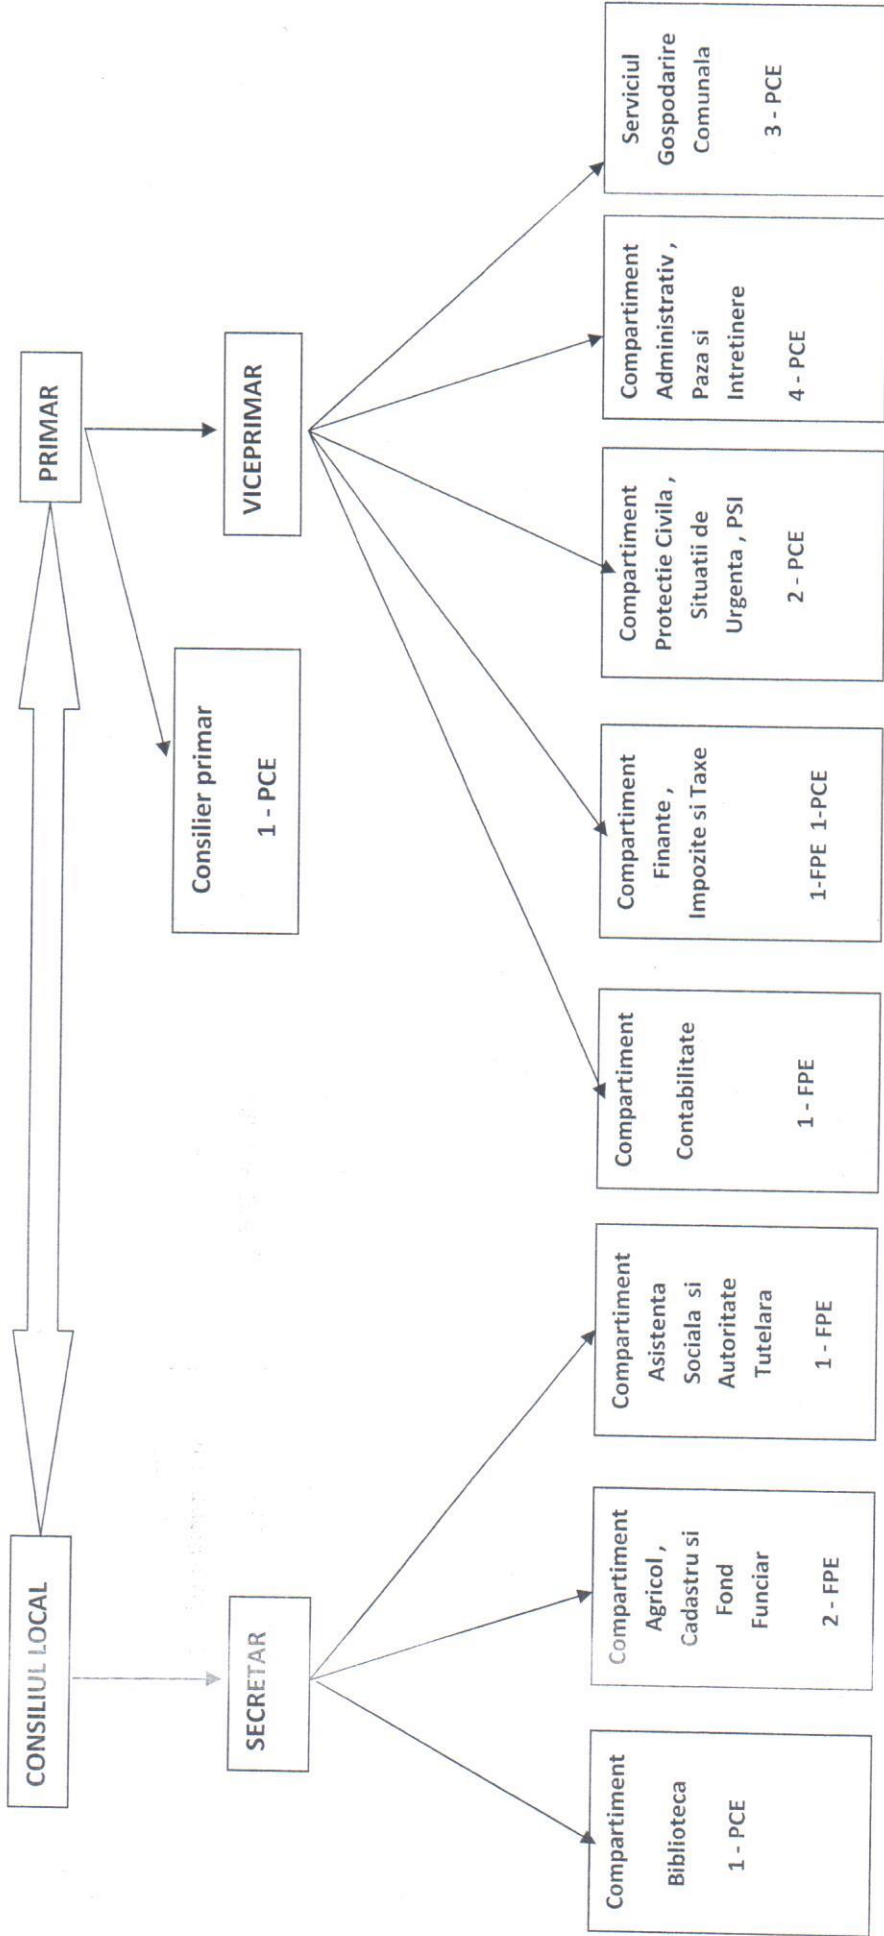 CONSILIUL LOCAL
PRIMAR
Consilier primar
1 - PCE
SECRETAR
VICEPRIMAR
Compartiment
Biblioteca
1 - PCE
Compartiment
Agricol ,
Cadastru si
Fond
Funciar
2 - FPE
Compartiment
Asistenta
Sociala si
Autoritate
Tutelara
1 - FPE
Compartiment
Contabilitate
1 - FPE
Compartiment
Finante ,
Impozite si Taxe
1-FPE 1-PCE
Compartiment
Protectie Civila ,
Situatii de
Urgenta , PSI
2 - PCE
Compartiment
Administrativ ,
Paza si
Intretinere
4 - PCE
Serviciul
Gospodarire
Comunala
3 - PCE